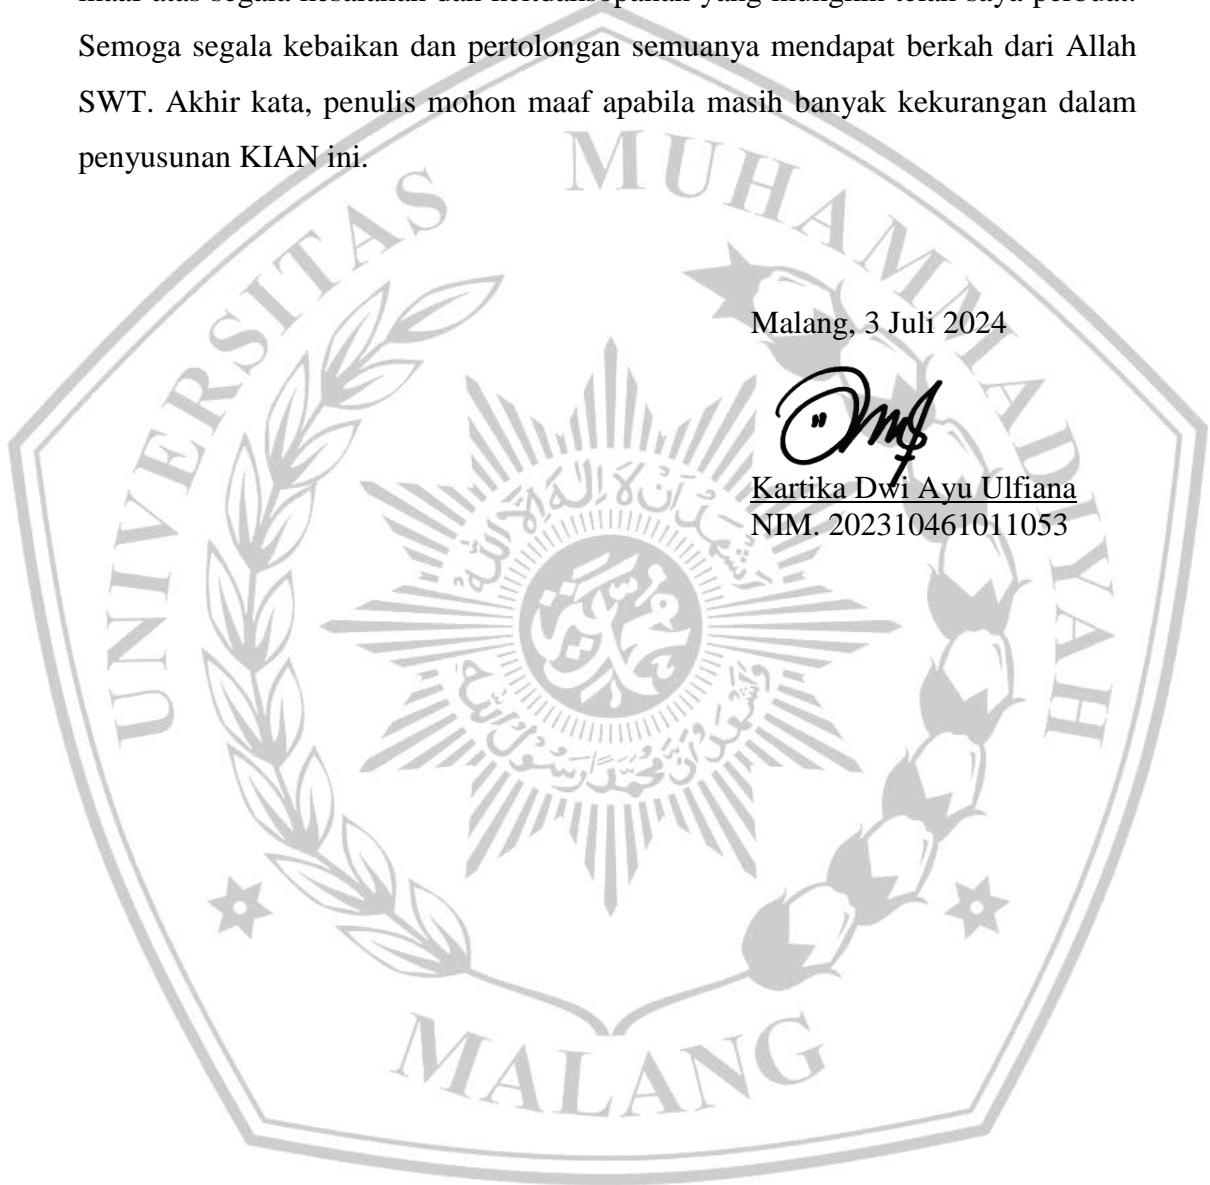 maaf atas segala kesalahan dan ketidaksopanan yang mungkin telah saya perbuat.
Semoga segala kebaikan dan pertolongan semuanya mendapat berkah dari Allah
SWT. Akhir kata, penulis mohon maaf apabila masih banyak kekurangan dalam
penyusunan KIAN ini.
UNIVERSITAS MUHAMMADIYAH
Malang, 3 Juli 2024
Kartika Dwi Ayu Ulfiana
NIM. 202310461011053
MALANG